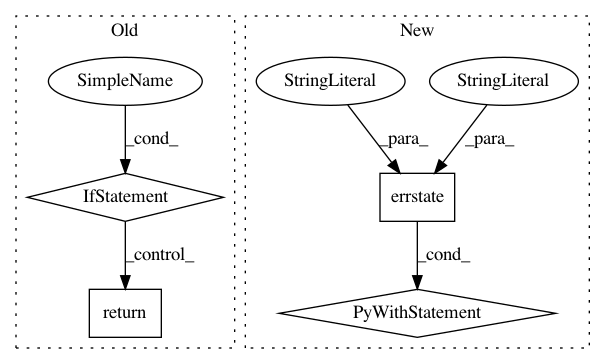 Old
New
SimpleName
StringLiteral
StringLiteral
_cond_
_para_
_para_
IfStatement
errstate
_control_
_cond_
return
PyWithStatement